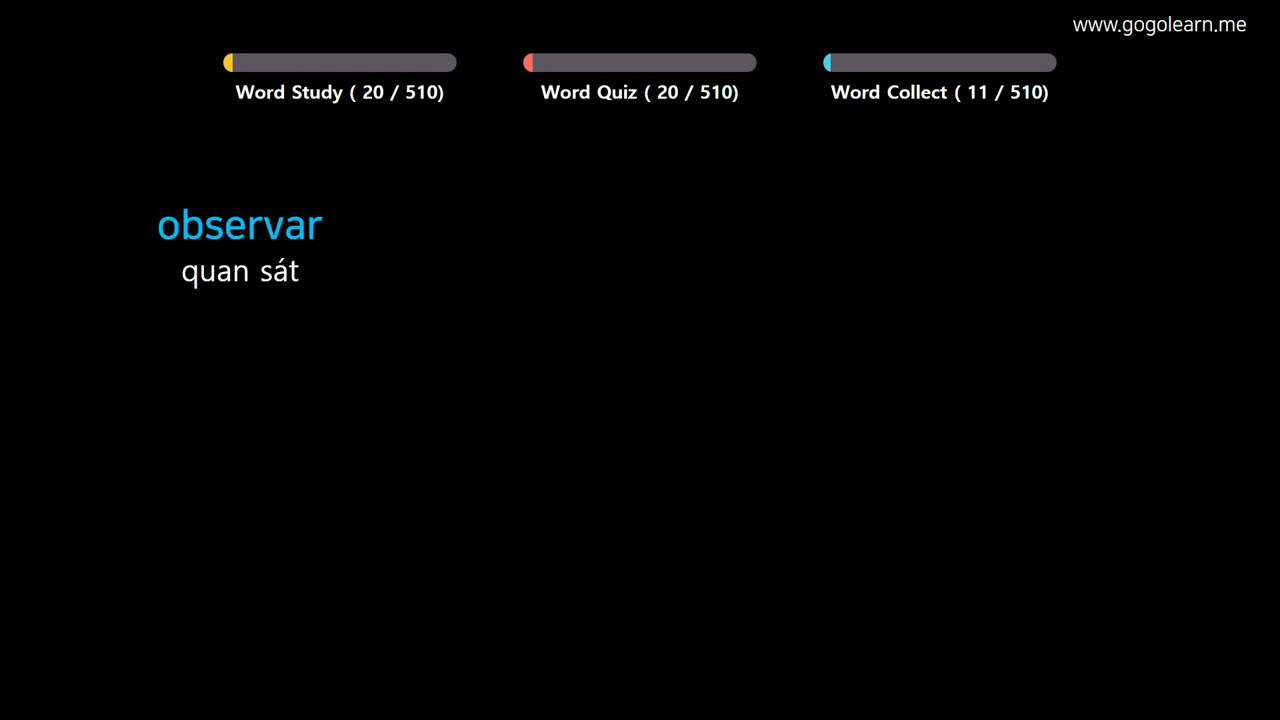 www.gogolearn.me
Word Study ( 20 / 510)
Word Quiz ( 20 / 510)
Word Collect ( 11 / 510)
observar
quan sát